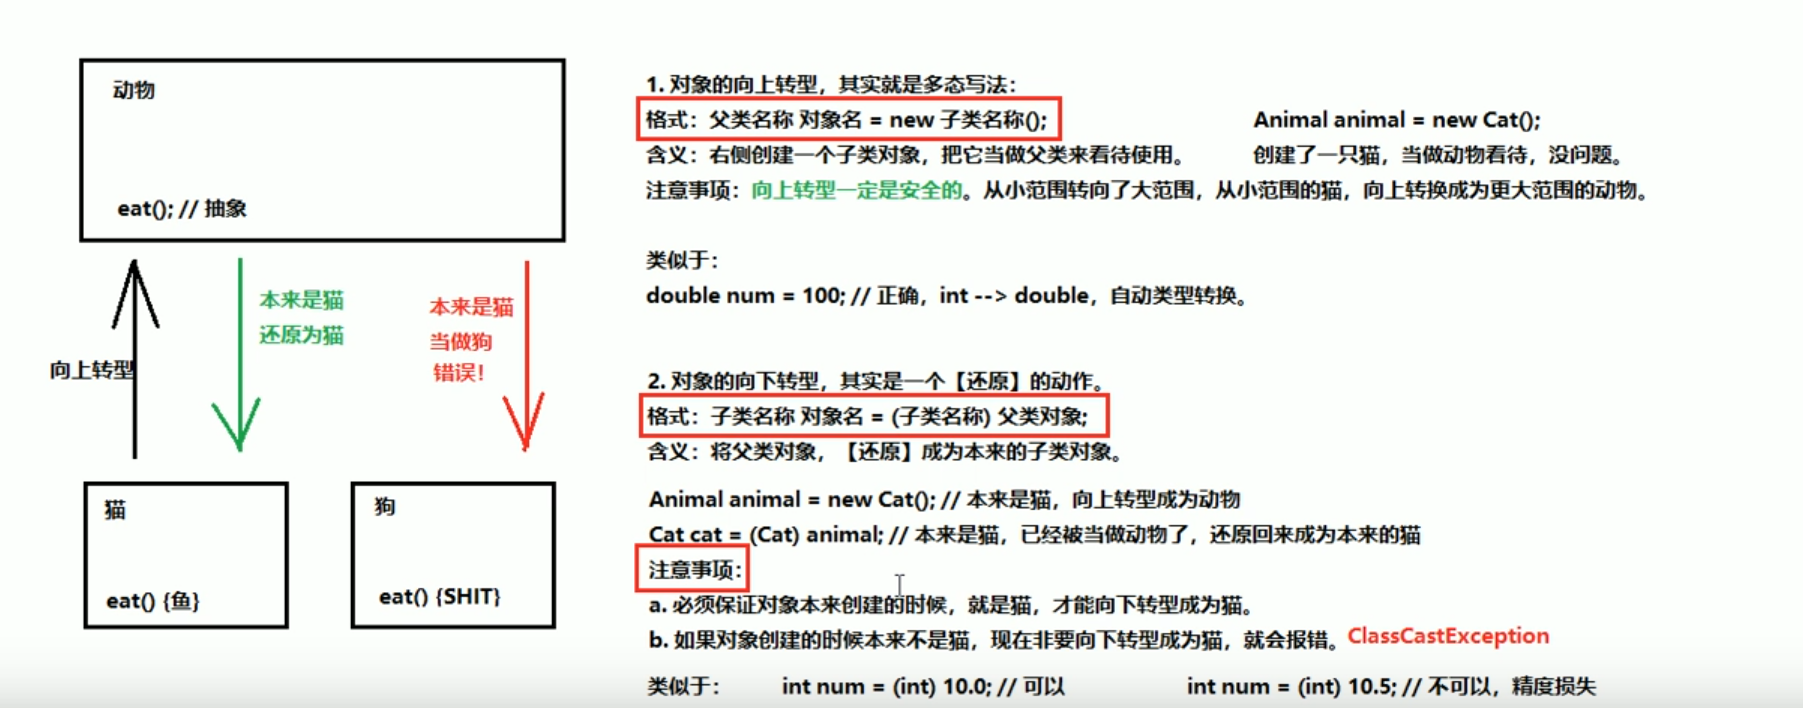 动物
eat(); // 抽象
本来是猫
还原为猫
本来是猫
当做狗
错误！
向上转型
猫
eat() {鱼}
狗
eat() {SHIT}
1. 对象的向上转型，其实就是多态写法：
格式：父类名称 对象名 = new 子类名称();
Animal animal = new Cat();
含义：右侧创建一个子类对象，把它当做父类来看待使用。
创建了一只猫，当做动物看待，没问题。
注意事项：向上转型一定是安全的。从小范围转向了大范围，从小范围的猫，向上转换成为更大范围的动物。
类似于：
double num = 100; // 正确，int --> double，自动类型转换。
2. 对象的向下转型，其实是一个【还原】的动作。
格式：子类名称 对象名 = (子类名称) 父类对象;
含义：将父类对象，【还原】成为本来的子类对象。
Animal animal = new Cat(); // 本来是猫，向上转型成为动物
Cat cat = (Cat) animal; // 本来是猫，已经被当做动物了，还原回来成为本来的猫
注意事项：
a. 必须保证对象本来创建的时候，就是猫，才能向下转型成为猫。
b. 如果对象创建的时候本来不是猫，现在非要向下转型成为猫，就会报错。ClassCastException
类似于： int num = (int) 10.0; // 可以 int num = (int) 10.5; // 不可以，精度损失